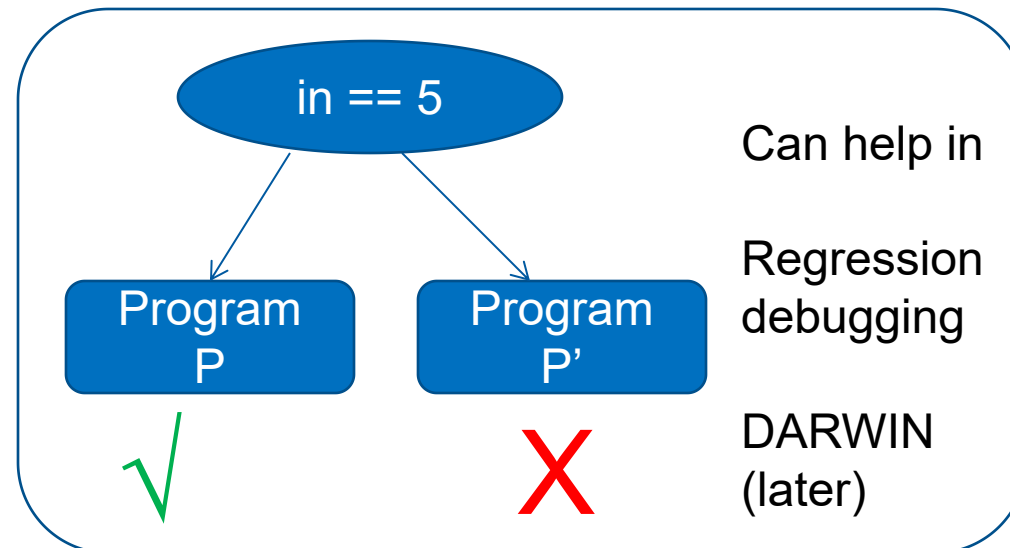 in == 5
Program
P
Program
P’
√
X
Can help in
Regression
debugging
DARWIN
(later)